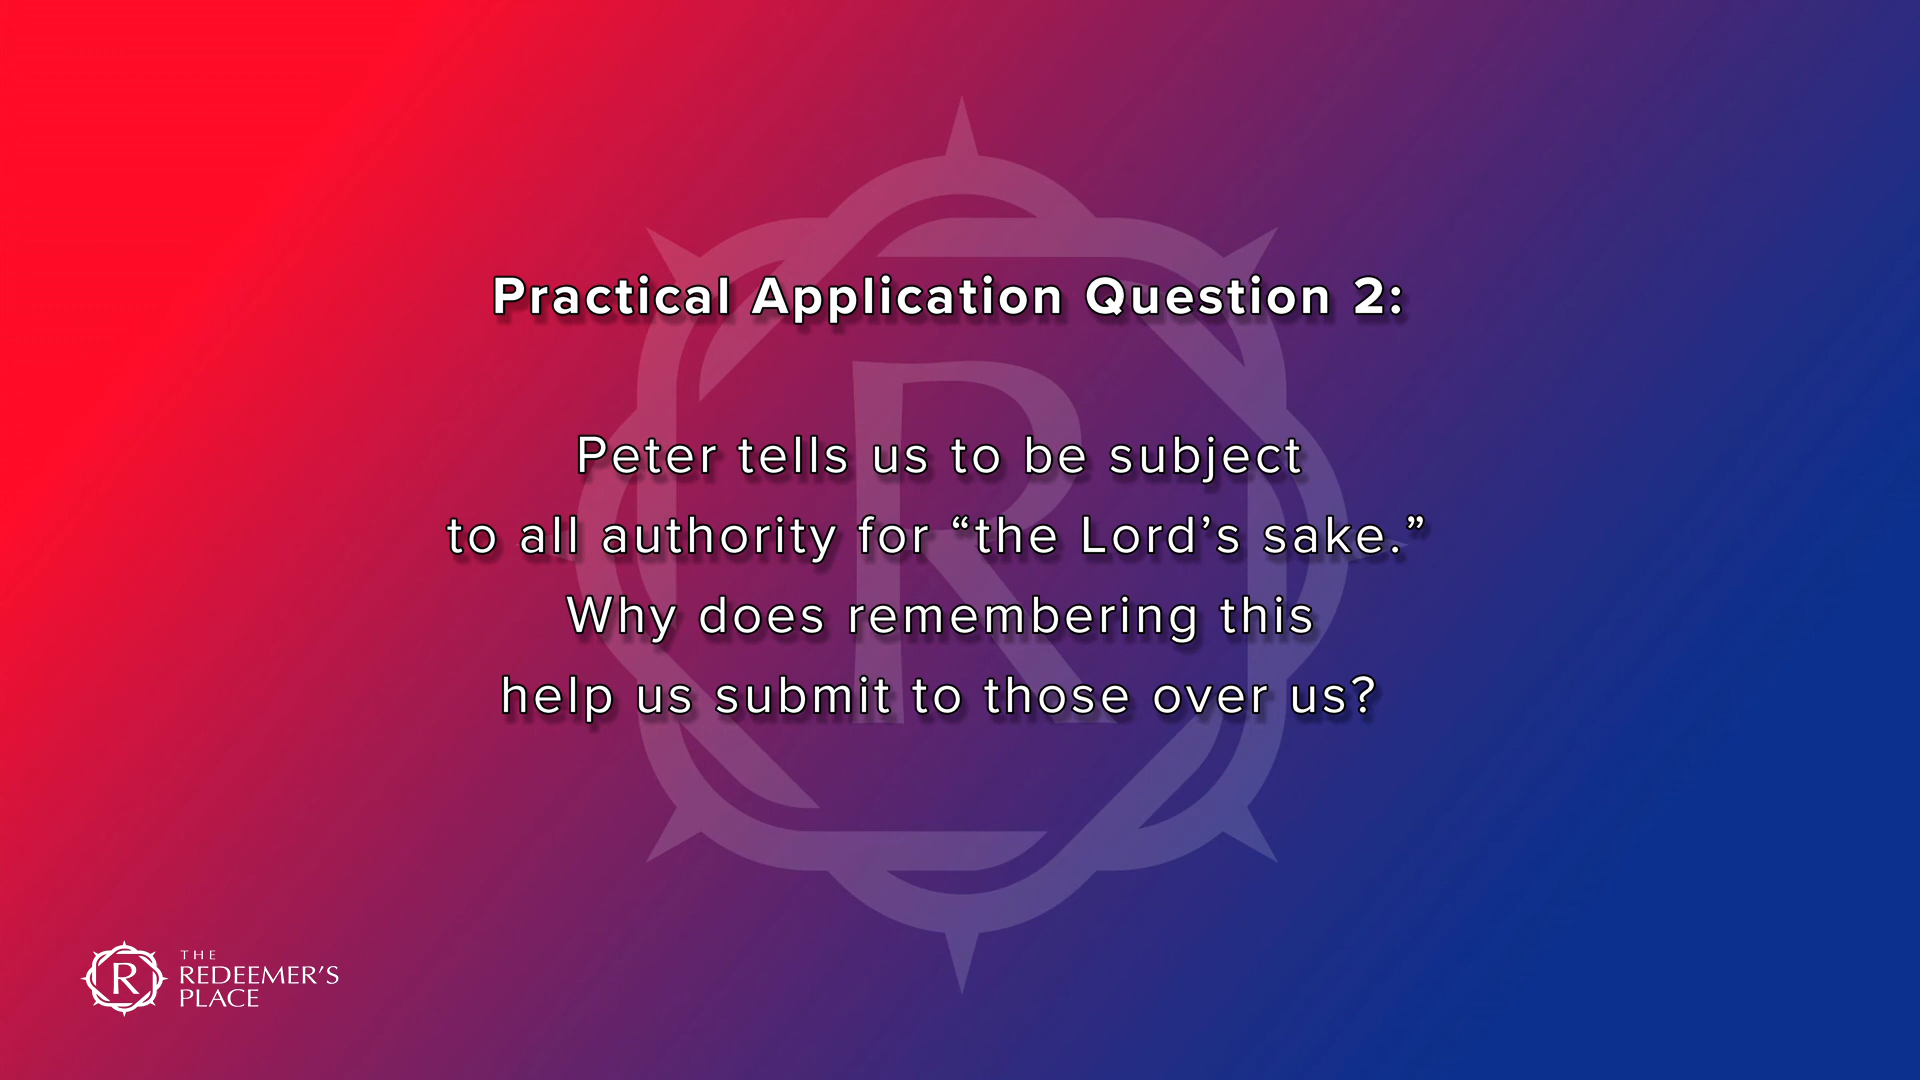 Practical Application Question 2:
Peter tells us to be subject
to all authority for “the Lord’s sake.”
Why does remembering this
help us submit to those over us?
R
R
THE
REDEEMER’S
PLACE